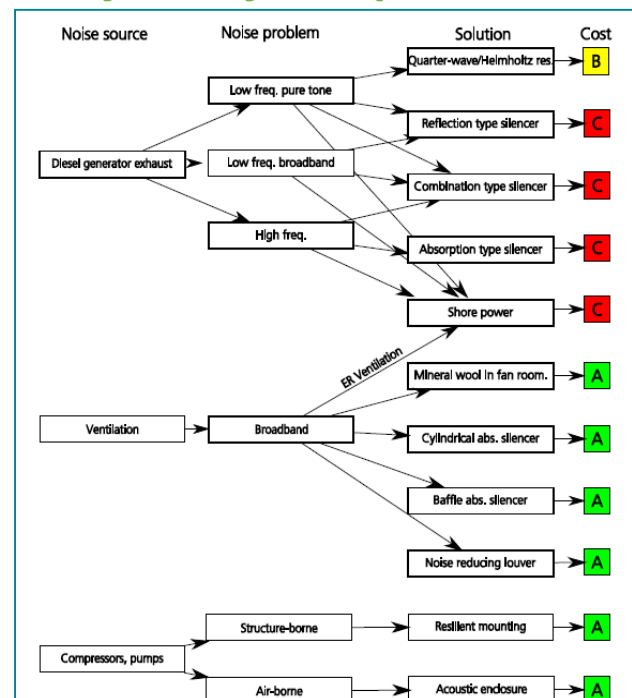 Noise source Noise problem Solution Cost
Quarter-wave/Helmholtz res. B
Low freq. pure tone
Reflection type silencer C
Diesel generator exhaust Low freq. broadband
Combination type silencer C
High freq.
Absorption type silencer C
Shore power C
ER Ventilation
Mineral wool in fan room. A
Ventilation Broadband Cylindrical abs. silencer A
Baffle abs. silencer A
Noise reducing louver A
Structure-borne Resilient mounting A
Compressors, pumps
Air-borne Acoustic enclosure A